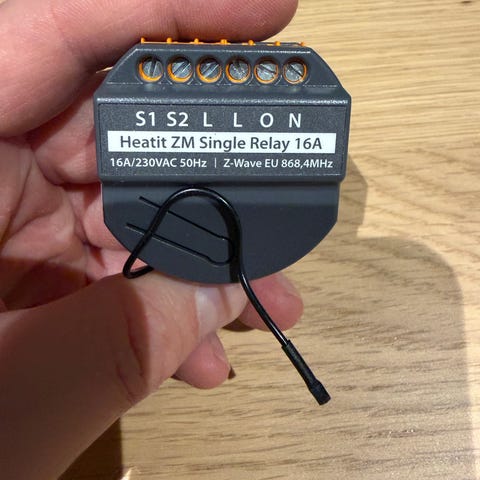 S1 S2 L L O N
Heatit ZM Single Relay 16A
16A/230VAC 50Hz | Z-Wave EU 868,4MHz